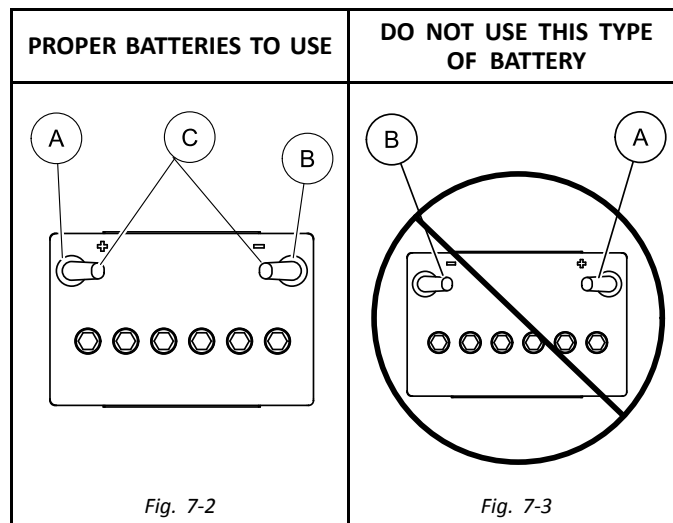 PROPER BATTERIES TO USE
DO NOT USE THIS TYPE
OF BATTERY
A
C
B
+
-
Fig. 7-2
B
A
-
+
Fig. 7-3